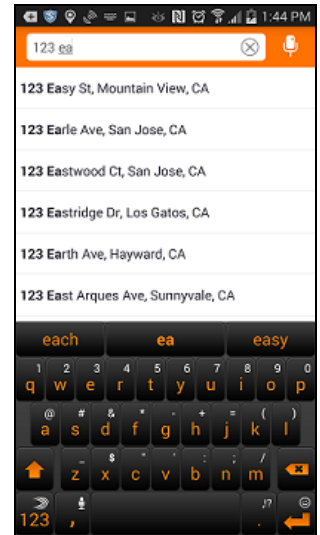 1:44 PM
123 ea
123 Easy St, Mountain View, CA
123 Earle Ave, San Jose, CA
123 Eastwood Ct, San Jose, CA
123 Eastridge Dr, Los Gatos, CA
123 Earth Ave, Hayward, CA
123 East Arques Ave, Sunnyvale, CA
each ea easy
1 2 3 4 5 6 7 8 9 0
q w e r t y u i o p
@ # & * - + = ( )
a s d f g h j k l
_ $ " ' : ; /
z x c v b n m
,!?
123 , .